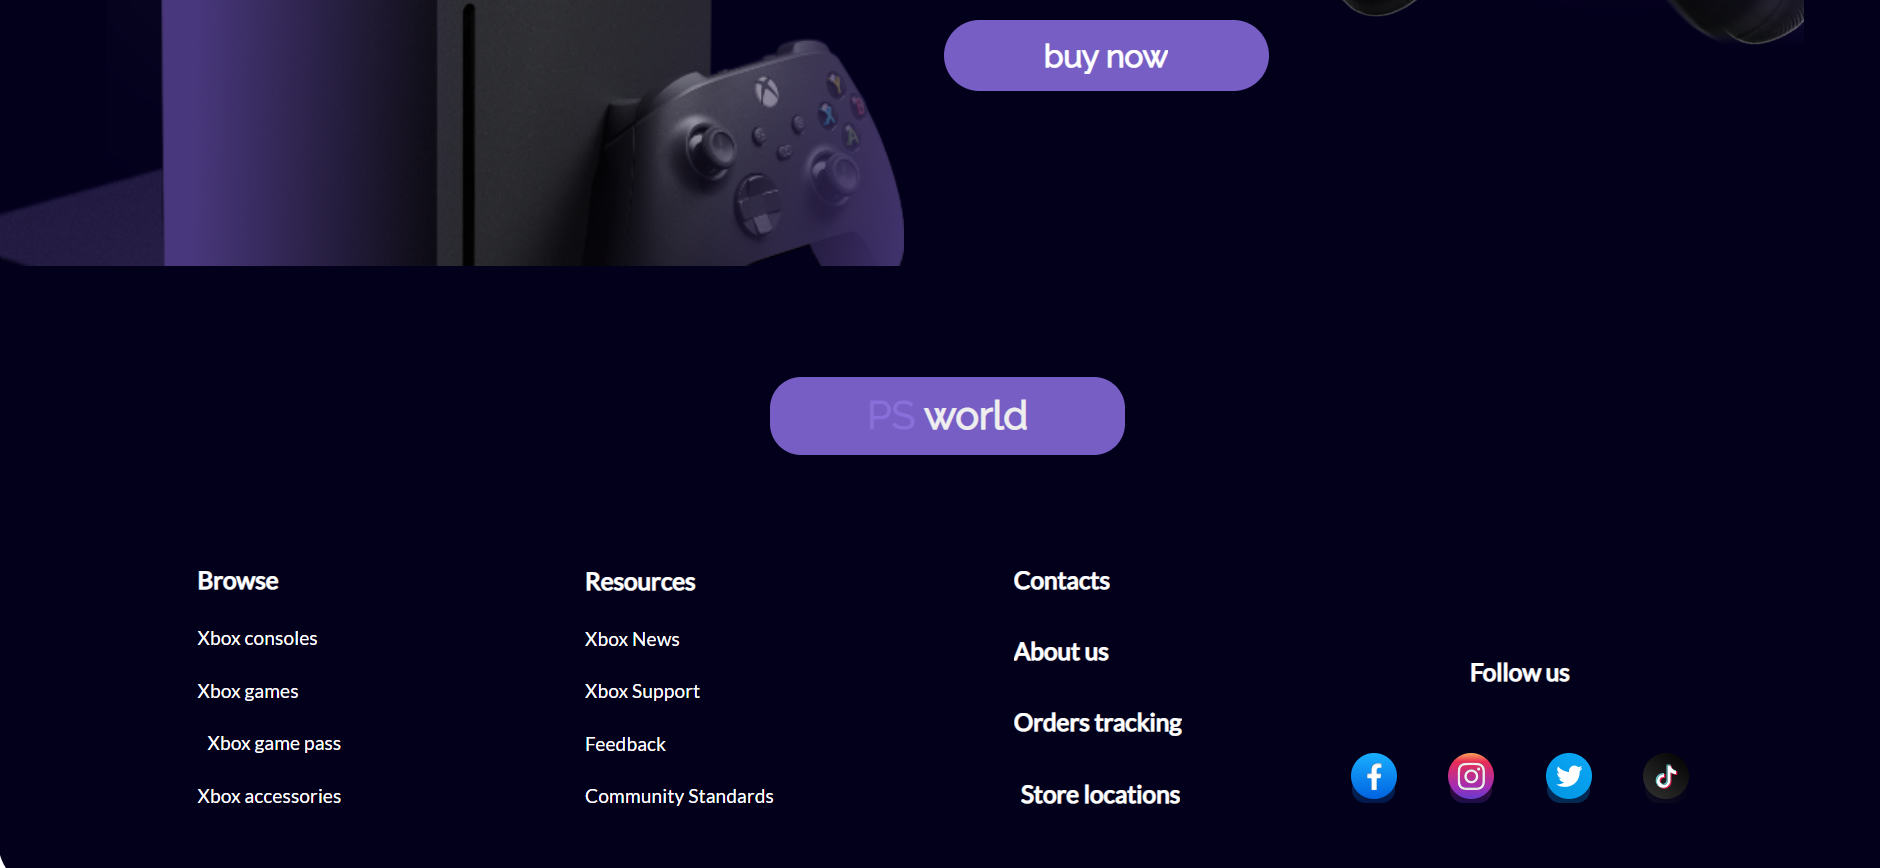 buy now
Y
B
X
A
PS world
Browse
Xbox consoles
Xbox games
Xbox game pass
Xbox accessories
Resources
Xbox News
Xbox Support
Feedback
Community Standards
Contacts
About us
Orders tracking
Store locations
Follow us